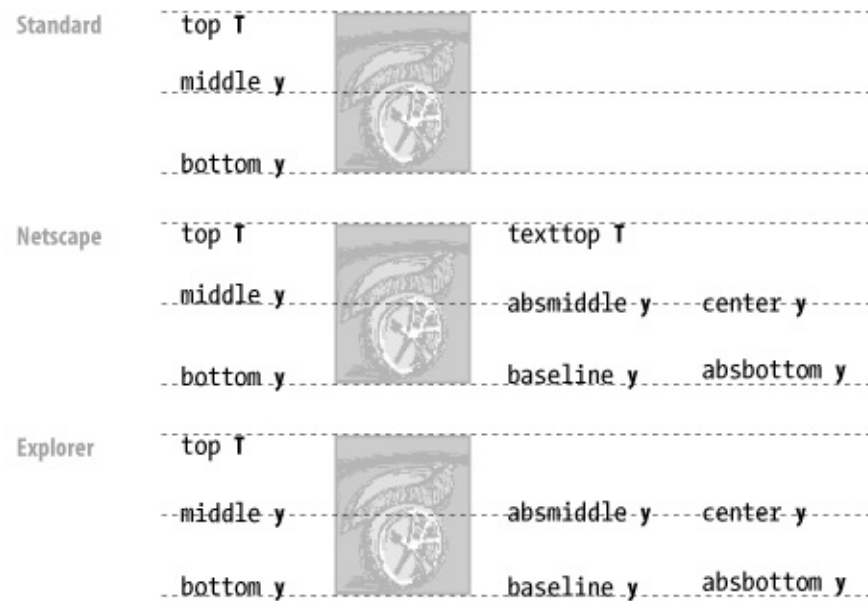 Standard top T
middle y
bottom y
Netscape top T texttop T
middle y absmiddle y center y
bottom y baseline y absbottom y
Explorer top T
middle y absmiddle y center y
bottom y baseline y absbottom y